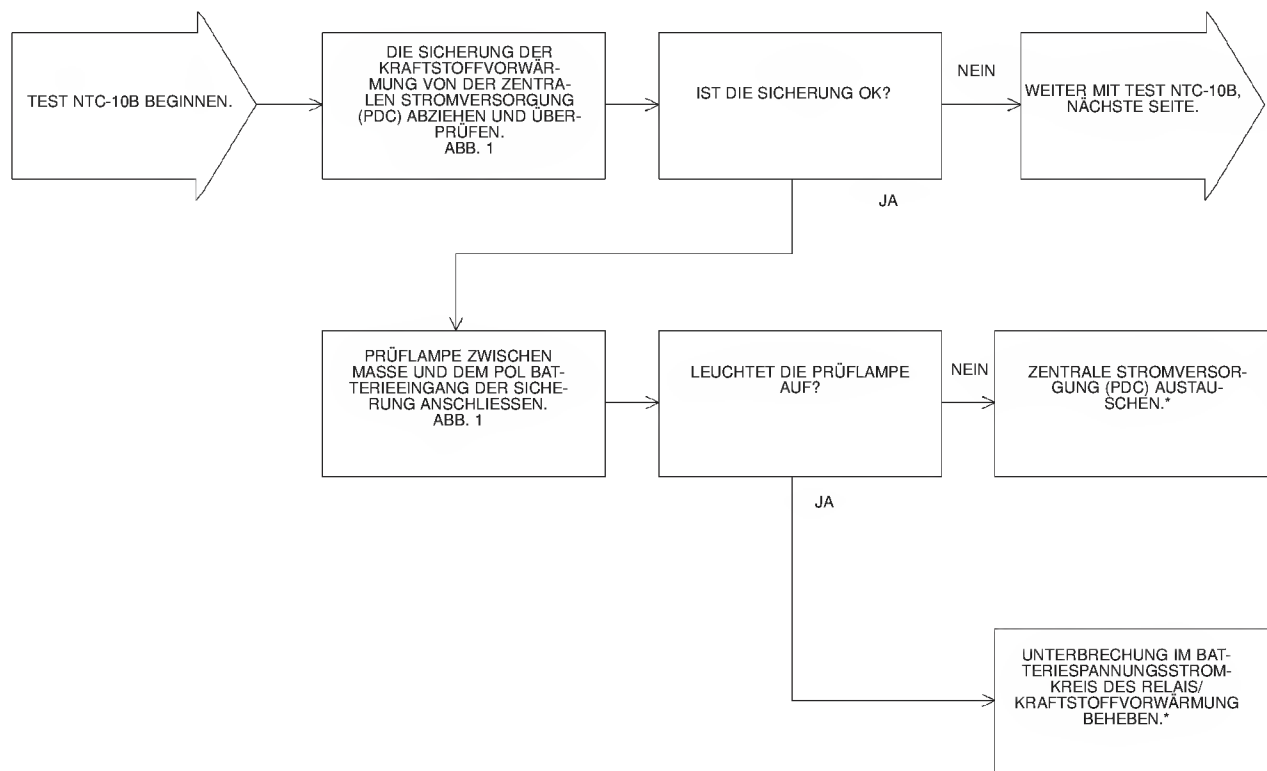 TEST NTC-10B BEGINNEN.
DIE SICHERUNG DER
KRAFTSTOFFVORWÄR-
MUNG VON DER ZENTRA-
LEN STROMVERSORGUNG
(PDC) ABZIEHEN UND ÜBER-
PRÜFEN.
ABB. 1
IST DIE SICHERUNG OK?
NEIN
WEITER MIT TEST NTC-10B,
NÄCHSTE SEITE.
JA
PRÜFLAMPE ZWISCHEN
MASSE UND DEM POL BAT-
TERIEEINGANG DER SICHE-
RUNG ANSCHLIESSEN.
ABB. 1
LEUCHTET DIE PRÜFLAMPE
AUF?
NEIN
ZENTRALE STROMVERSOR-
GUNG (PDC) AUSTAU-
SCHEN.*
JA
UNTERBRECHUNG IM BAT-
TERIESPANNUNGSSTROM-
KREIS DES RELAIS/
KRAFTSTOFFVORWÄRMUNG
BEHEBEN.*